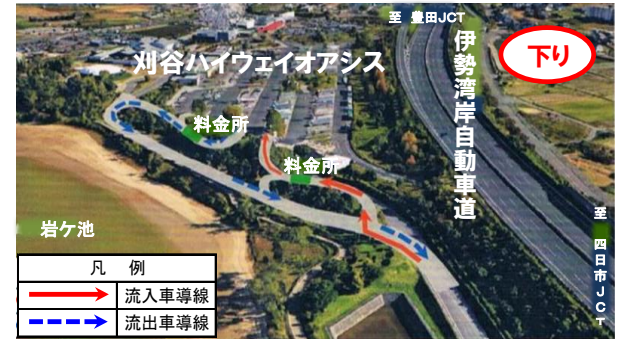 至 豊田JCT
下り
伊勢湾岸自動車道
刈谷ハイウェイオアシス
料金所
料金所
至 四日市JCT
岩ケ池
凡 例
流入車導線
流出車導線